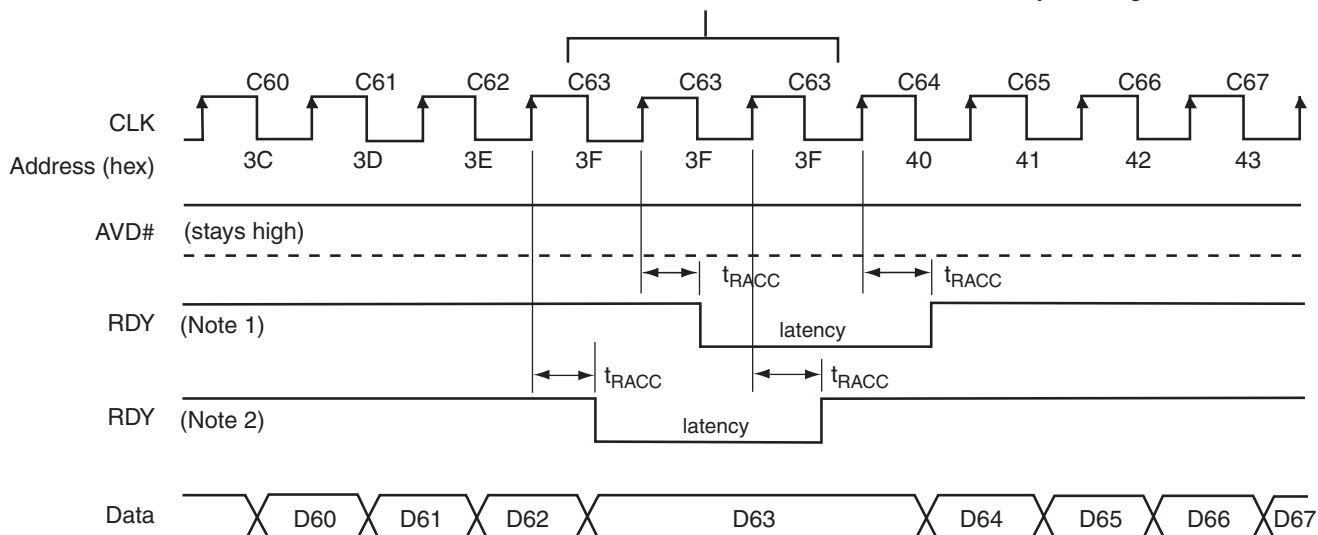 C60 C61 C62 C63 C63 C63 C64 C65 C66 C67
CLK
Address (hex) 3C 3D 3E 3F 3F 3F 40 41 42 43
AVD# (stays high)
tRACC tRACC
RDY (Note 1) latency
tRACC tRACC
RDY (Note 2) latency
Data D60 D61 D62 D63 D64 D65 D66 D67